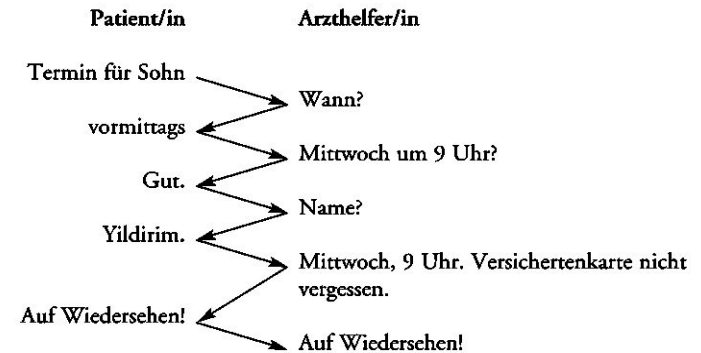 Patient/in Arzthelfer/in
Termin für Sohn
Wann?
vormittags
Mittwoch um 9 Uhr?
Gut.
Name?
Yildirim.
Mittwoch, 9 Uhr. Versichertenkarte nicht
vergessen.
Auf Wiedersehen!
Auf Wiedersehen!